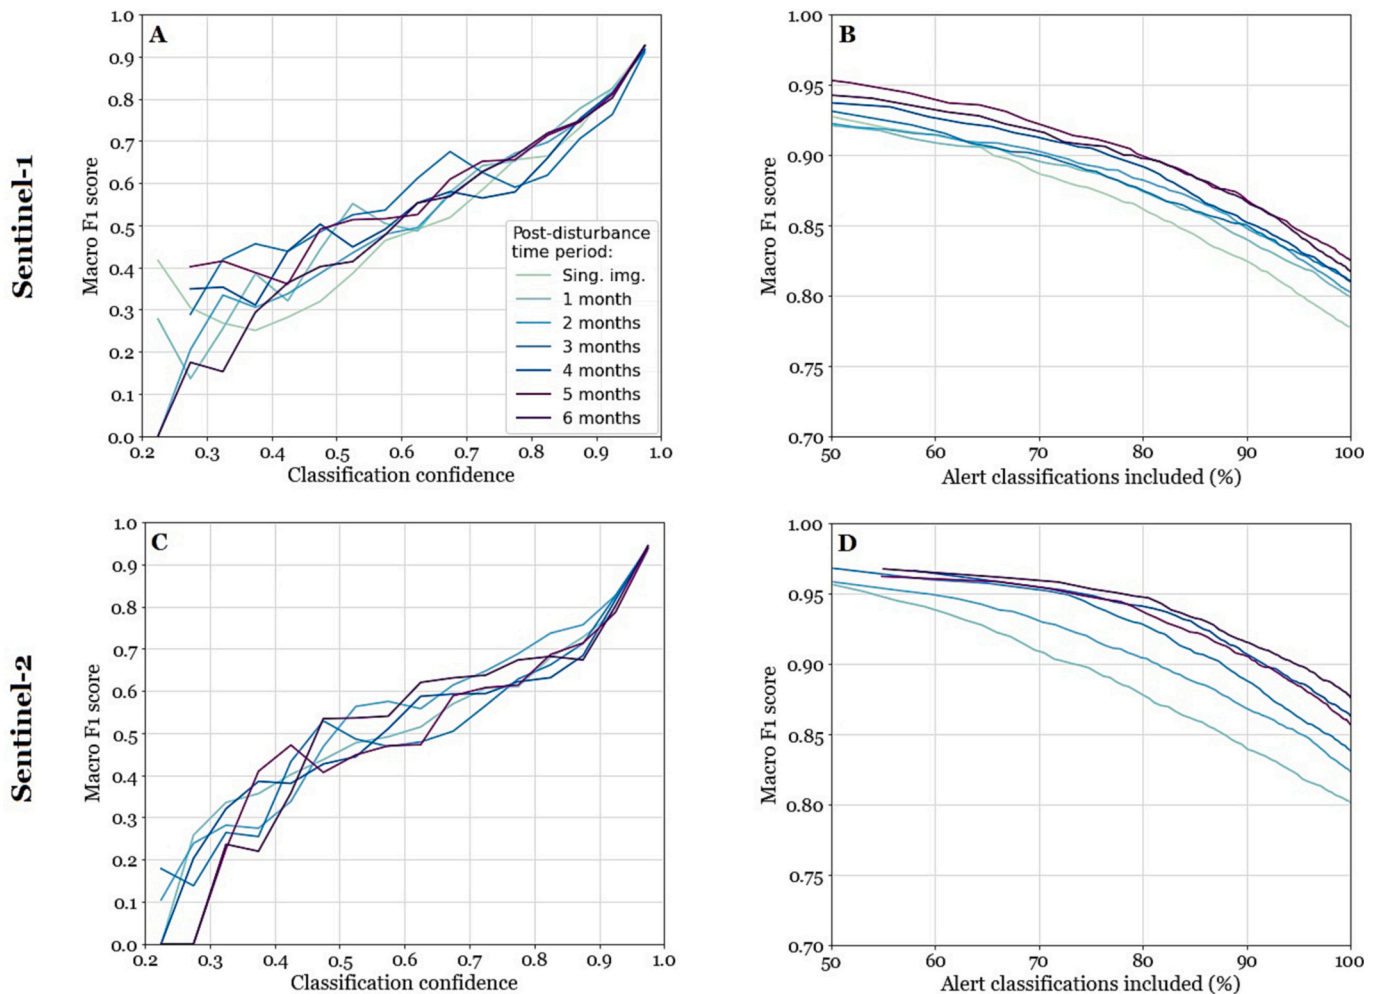 Sentinel-1
A
1.0
0.9
0.8
0.7
0.6
0.5
0.4
0.3
0.2
0.1
0.0
Macro F1 score
0.2 0.3 0.4 0.5 0.6 0.7 0.8 0.9 1.0
Classification confidence
Post-disturbance
time period:
Sing. img.
1 month
2 months
3 months
4 months
5 months
6 months
B
1.00
0.95
0.90
0.85
0.80
0.75
0.70
Macro F1 score
50 60 70 80 90 100
Alert classifications included (%)
Sentinel-2
C
1.0
0.9
0.8
0.7
0.6
0.5
0.4
0.3
0.2
0.1
0.0
Macro F1 score
0.2 0.3 0.4 0.5 0.6 0.7 0.8 0.9 1.0
Classification confidence
D
1.00
0.95
0.90
0.85
0.80
0.75
0.70
Macro F1 score
50 60 70 80 90 100
Alert classifications included (%)